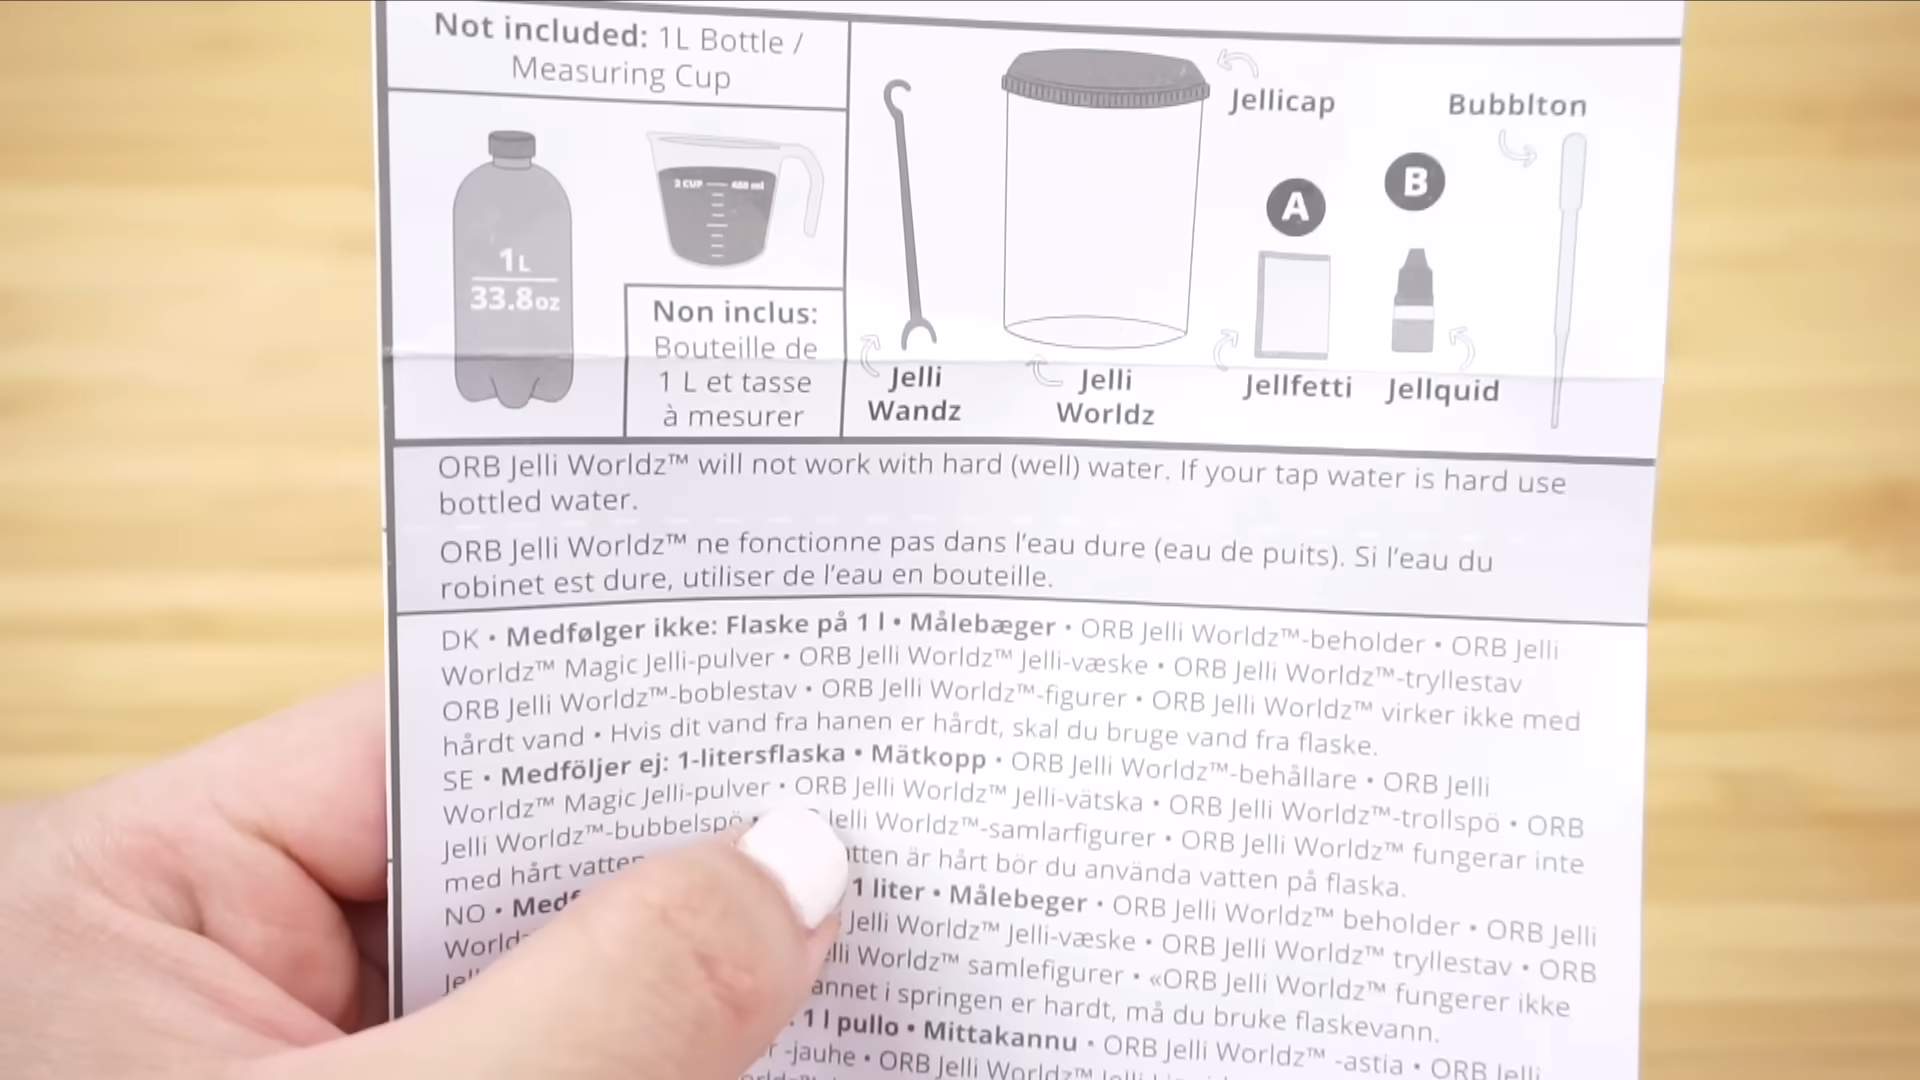 Not included: 1L Bottle /
Measuring Cup
1L
33.8oz
2 CUP
Non inclus:
Bouteille de
1 L et tasse
à mesurer
Jellicap
Bubblton
A
B
Jelli
Wandz
Jelli
Worldz
Jellfetti
Jellquid
ORB Jelli Worldz™ will not work with hard (well) water. If your tap water is hard use
bottled water.
ORB Jelli Worldz™ ne fonctionne pas dans l'eau dure (eau de puits). Si l'eau du
robinet est dure, utiliser de l'eau en bouteille.
DK • Medfølger ikke: Flaske på 1 l • Målebæger • ORB Jelli Worldz™-beholder • ORB Jelli
Worldz™ Magic Jelli-pulver • ORB Jelli Worldz™ Jelli-væske • ORB Jelli Worldz™-tryllestav
ORB Jelli Worldz™-boblestav • ORB Jelli Worldz™-figurer • ORB Jelli Worldz™ virker ikke med
hårdt vand • Hvis dit vand fra hanen er hårdt, skal du bruge vand fra flaske.
SE • Medföljer ej: 1-litersflaska • Mätkopp • ORB Jelli Worldz™-behållare • ORB Jelli
Worldz™ Magic Jelli-pulver • ORB Jelli Worldz™ Jelli-vätska • ORB Jelli Worldz™-trollspö • ORB
Jelli Worldz™-bubbelspö • Jelli Worldz™-samlarfigurer • ORB Jelli Worldz™ fungerar inte
med hårt vatten är hårt bör du använda vatten på flaska.
NO • 1 liter • Målebeger • ORB Jelli Worldz™ beholder • ORB Jelli
Jelli Worldz™ Jelli-væske • ORB Jelli Worldz™ tryllestav • ORB
Worldz™ samlefigurer • «ORB Jelli Worldz™ fungerer ikke
i springen er hardt, må du bruke flaskevann.
1 l pullo • Mittakannu • ORB Jelli Worldz™ -astia • ORB Jelli
-jauhe • ORB Jelli Worldz™